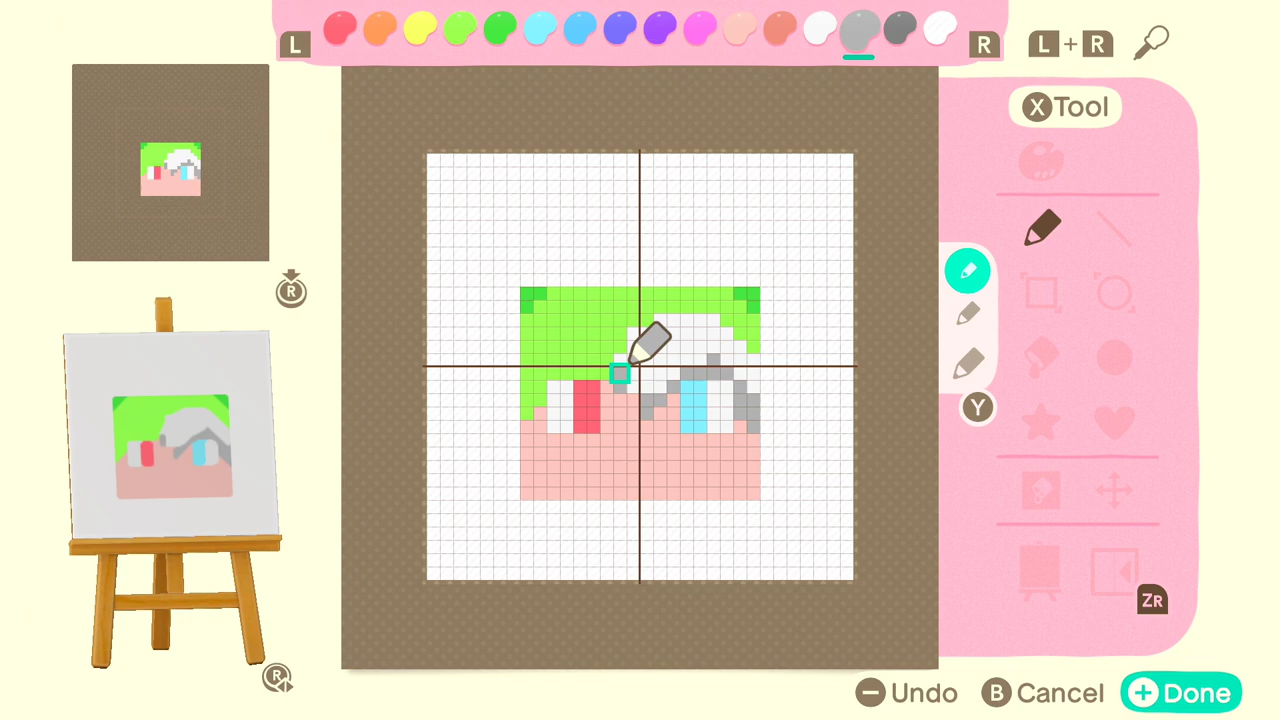 L
R
L + R
X Tool
R
Y
ZR
R
− Undo
B Cancel
+ Done